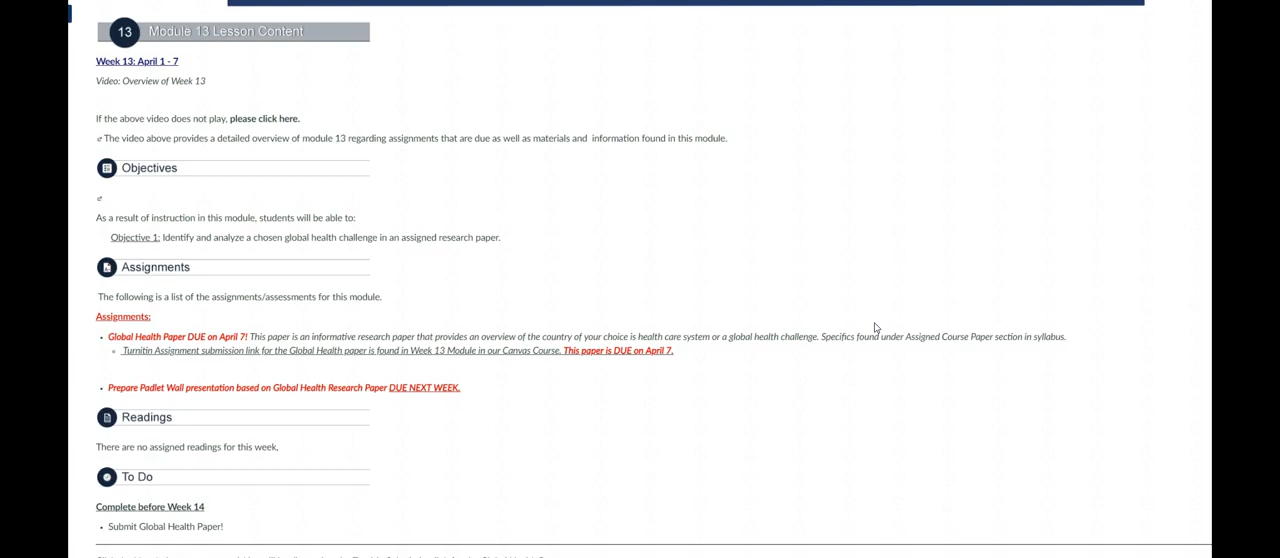 13 Module 13 Lesson Content
Week 13: April 1 - 7
Video: Overview of Week 13
If the above video does not play, please click here.
The video above provides a detailed overview of module 13 regarding assignments that are due as well as materials and information found in this module.
Objectives
As a result of instruction in this module, students will be able to:
Objective 1: Identify and analyze a chosen global health challenge in an assigned research paper.
Assignments
The following is a list of the assignments/assessments for this module.
Assignments:
• Global Health Paper DUE on April 7! This paper is an informative research paper that provides an overview of the country of your choice is health care system or a global health challenge. Specifics found under Assigned Course Paper section in syllabus.
Turnitin Assignment submission link for the Global Health paper is found in Week 13 Module in our Canvas Course. This paper is DUE on April 7.
• Prepare Padlet Wall presentation based on Global Health Research Paper DUE NEXT WEEK.
Readings
There are no assigned readings for this week.
To Do
Complete before Week 14
• Submit Global Health Paper!